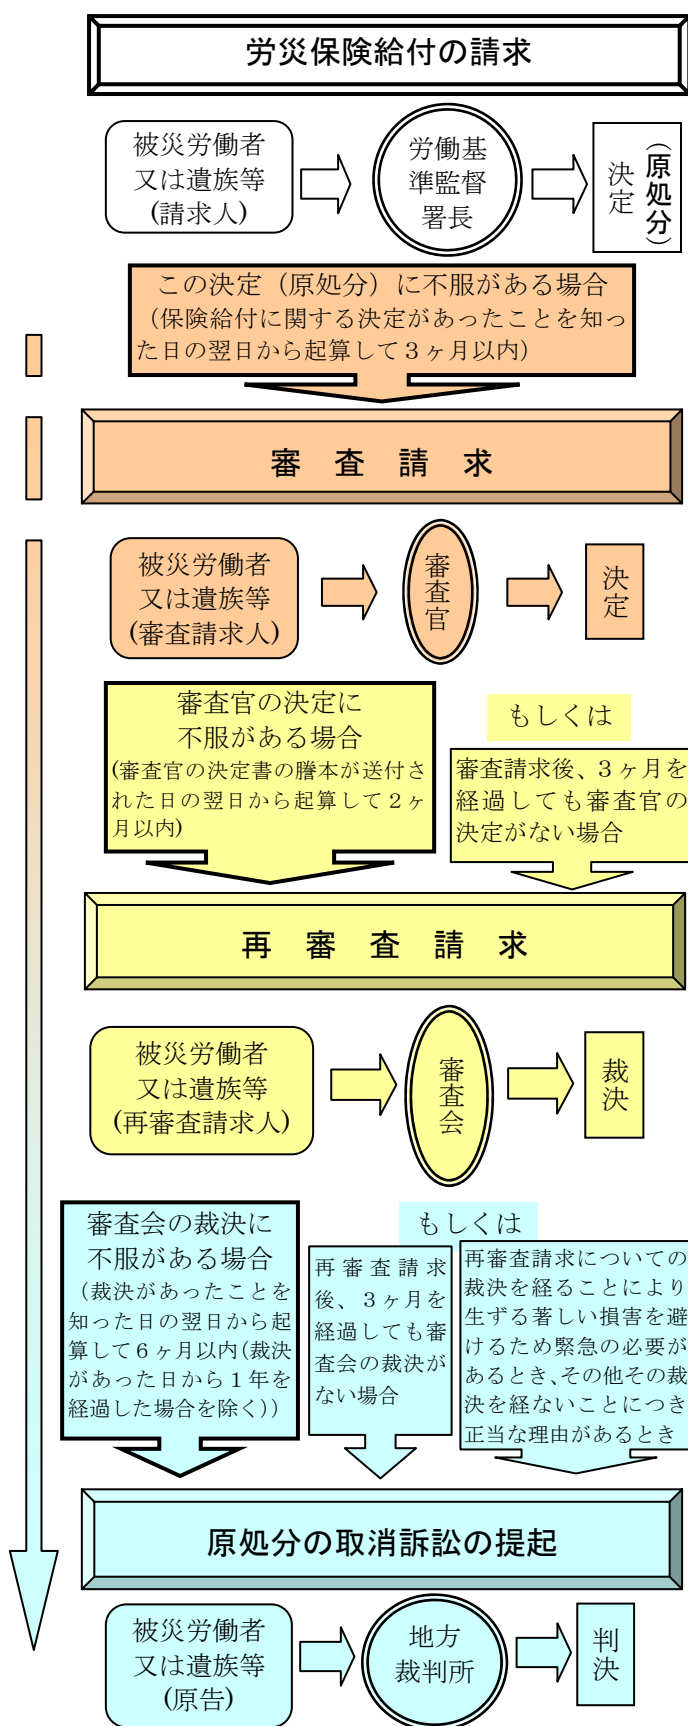 労災保険給付の請求
被災労働者
又は遺族等
(請求人)
労働基
準監督
署長
決定
（原処分）
この決定（原処分）に不服がある場合
（保険給付に関する決定があったことを知っ
た日の翌日から起算して３ヶ月以内）
審査請求
被災労働者
又は遺族等
(審査請求人)
審査官
決定
審査官の決定に
不服がある場合
(審査官の決定書の謄本が送付さ
れた日の翌日から起算して２ヶ
月以内)
もしくは
審査請求後、３ヶ月を
経過しても審査官の
決定がない場合
再審査請求
被災労働者
又は遺族等
(再審査請求人)
審査会
裁決
審査会の裁決に
不服がある場合
（裁決があったことを
知った日の翌日から起
算して６ヶ月以内(裁決
があった日から１年を
経過した場合を除く））
もしくは
再審査請求
後、３ヶ月を
経過しても審
査会の裁決が
ない場合
再審査請求についての
裁決を経ることにより
生ずる著しい損害を避
けるため緊急の必要が
あるとき、その他その裁
決を経ないことにつき
正当な理由があるとき
原処分の取消訴訟の提起
被災労働者
又は遺族等
(原告)
地方
裁判所
判決